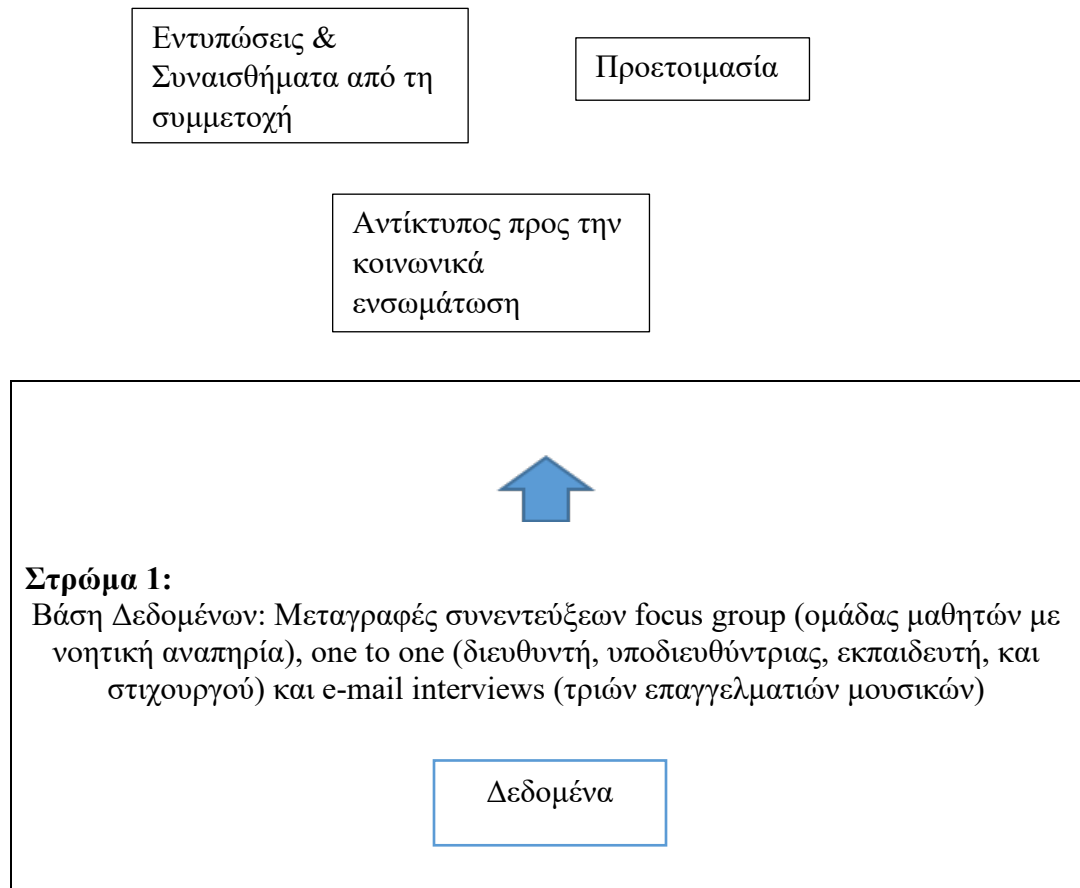 Εντυπώσεις &
Συναισθήματα από τη
συμμετοχή
Προετοιμασία
Αντίκτυπος προς την
κοινωνικά
ενσωμάτωση
Στρώμα 1:
Βάση Δεδομένων: Μεταγραφές συνεντεύξεων focus group (ομάδας μαθητών με
νοητική αναπηρία), one to one (διευθυντή, υποδιευθύντριας, εκπαιδευτή, και
στιχουργού) και e-mail interviews (τριών επαγγελματιών μουσικών)
Δεδομένα